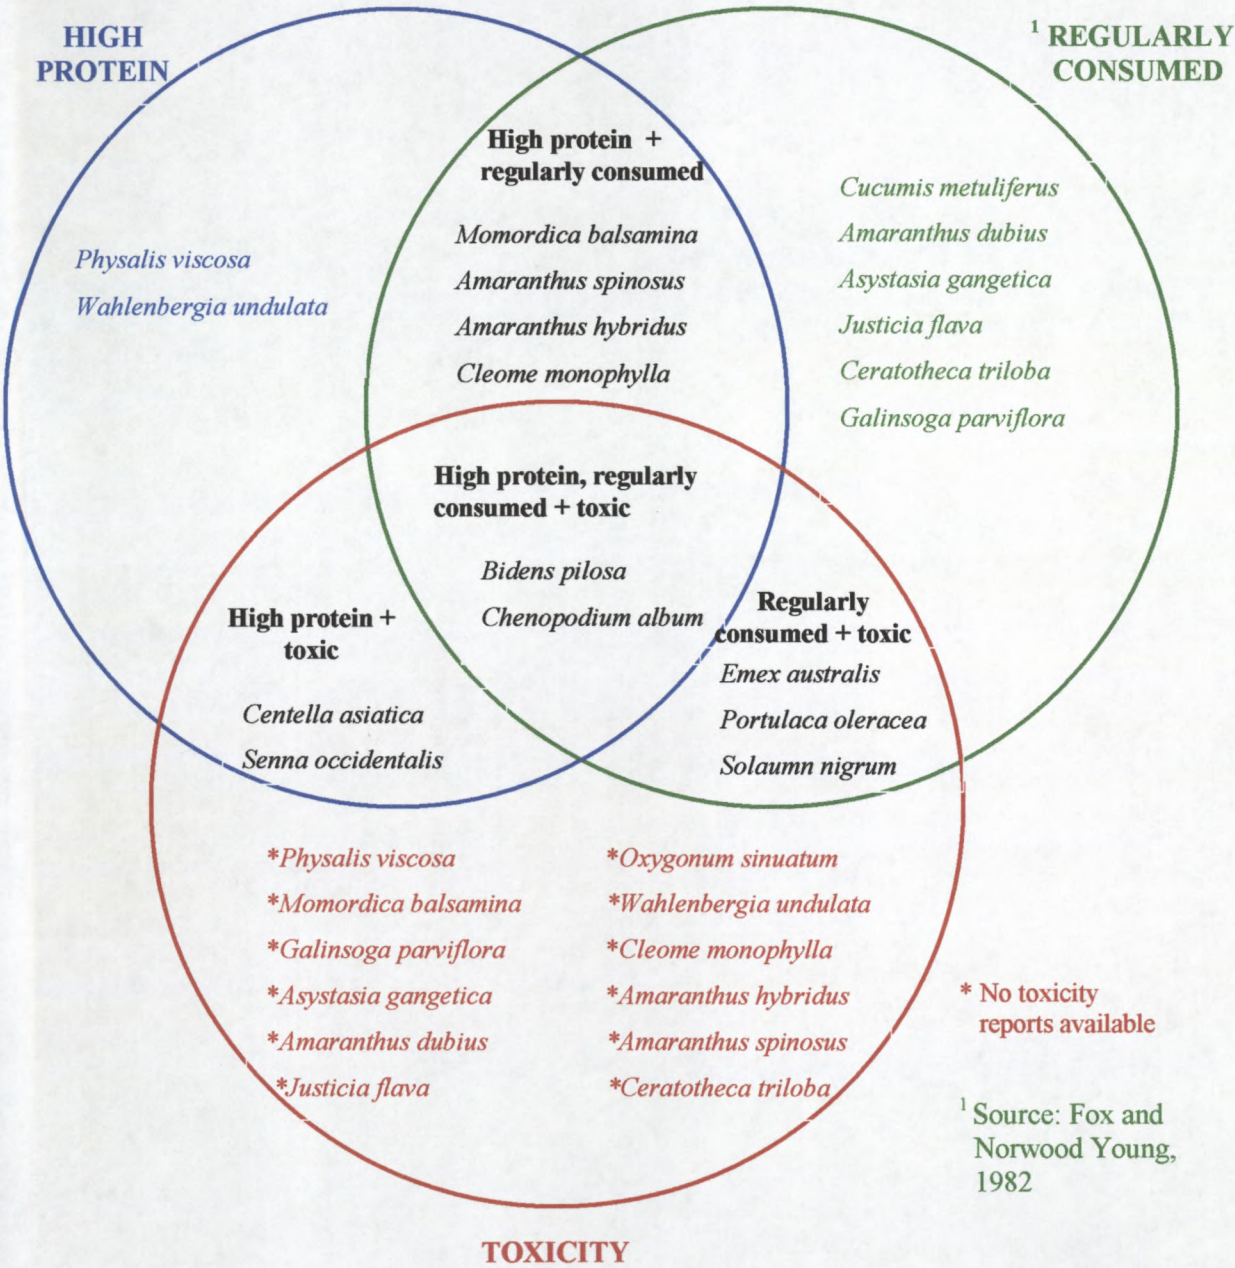 HIGH
PROTEIN
¹ REGULARLY
CONSUMED
High protein +
regularly consumed
Momordica balsamina
Amaranthus spinosus
Amaranthus hybridus
Cleome monophylla
Physalis viscosa
Wahlenbergia undulata
Cucumis metuliferus
Amaranthus dubius
Asystasia gangetica
Justicia flava
Ceratotheca triloba
Galinsoga parviflora
High protein, regularly
consumed + toxic
Bidens pilosa
Chenopodium album
High protein +
toxic
Centella asiatica
Senna occidentalis
Regularly
consumed + toxic
Emex australis
Portulaca oleracea
Solaumn nigrum
*Physalis viscosa
*Momordica balsamina
*Galinsoga parviflora
*Asystasia gangetica
*Amaranthus dubius
*Justicia flava
*Oxygonum sinuatum
*Wahlenbergia undulata
*Cleome monophylla
*Amaranthus hybridus
*Amaranthus spinosus
*Ceratotheca triloba
* No toxicity
reports available
¹ Source: Fox and
Norwood Young,
1982
TOXICITY